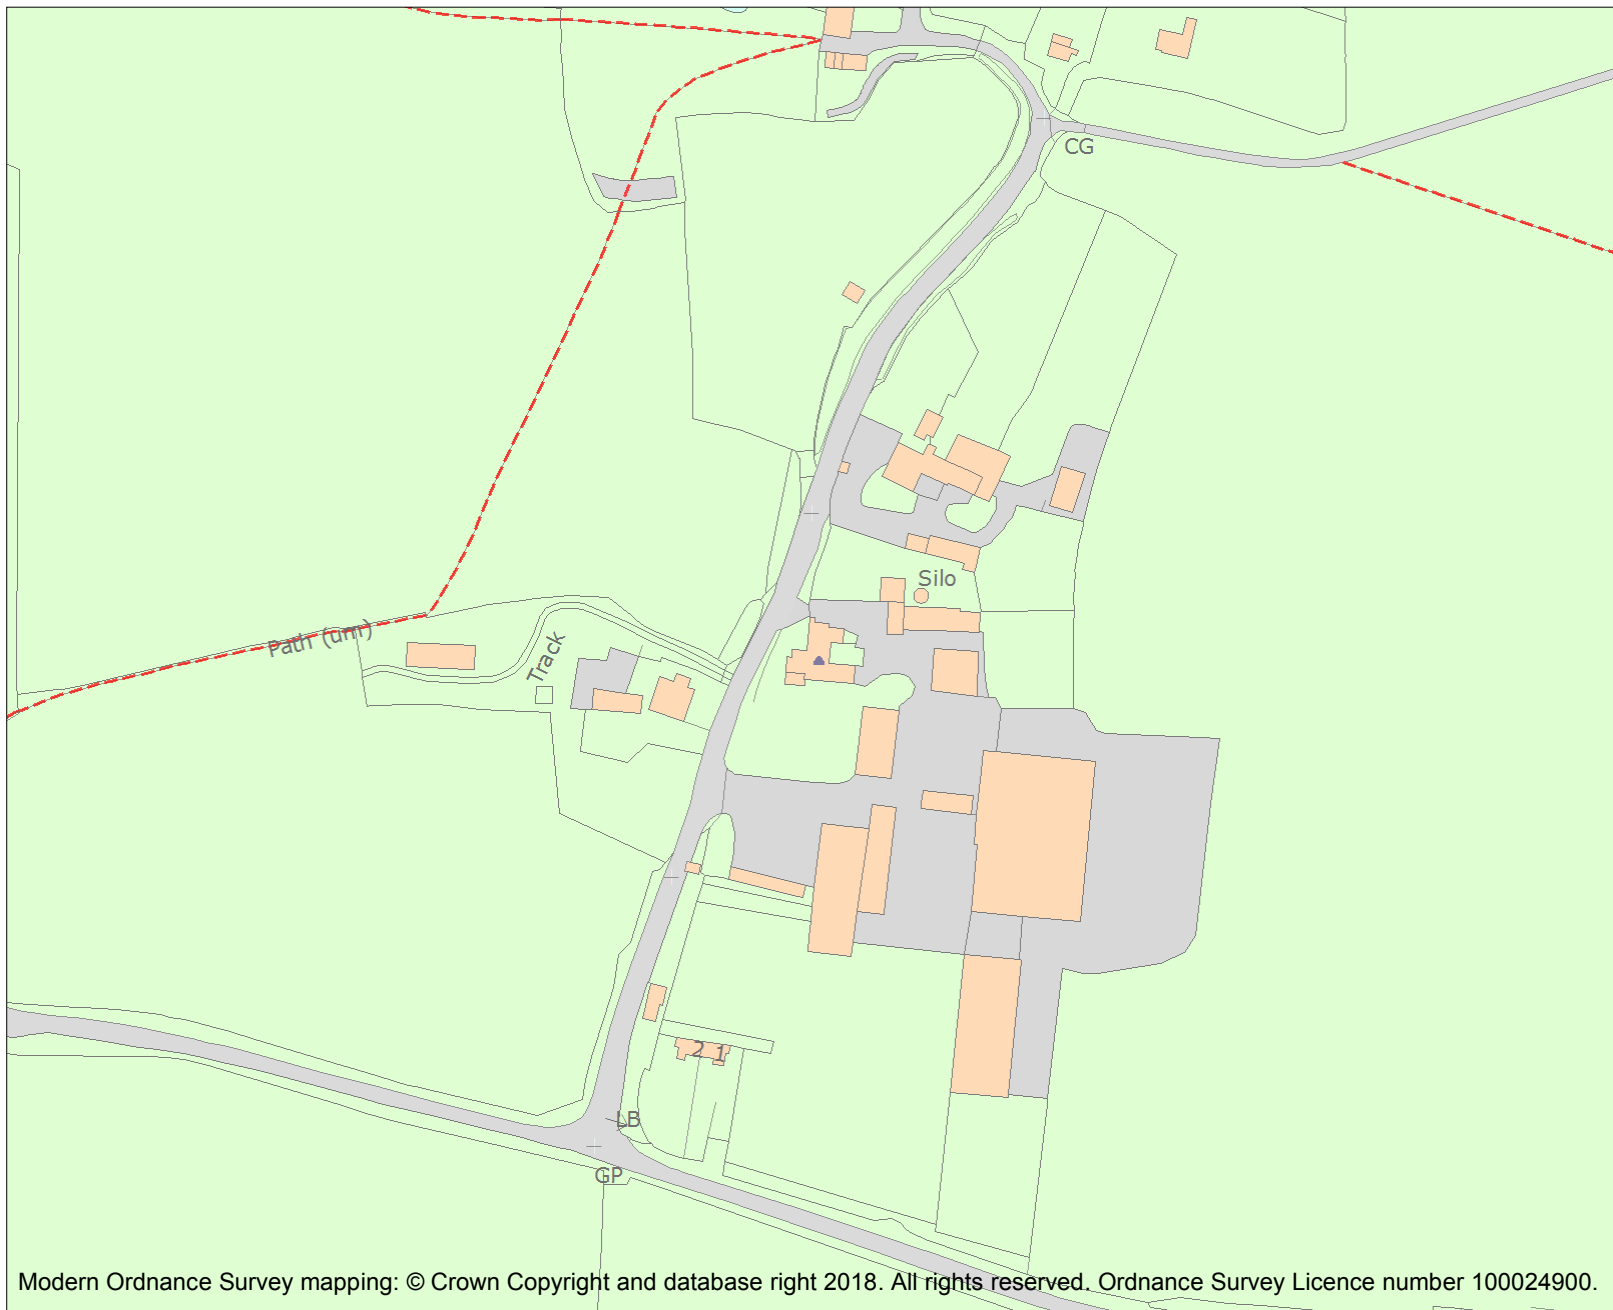 CG
Silo
Path (um)
Track
2 1
LB
GP
Modern Ordnance Survey mapping: © Crown Copyright and database right 2018. All rights reserved. Ordnance Survey Licence number 100024900.